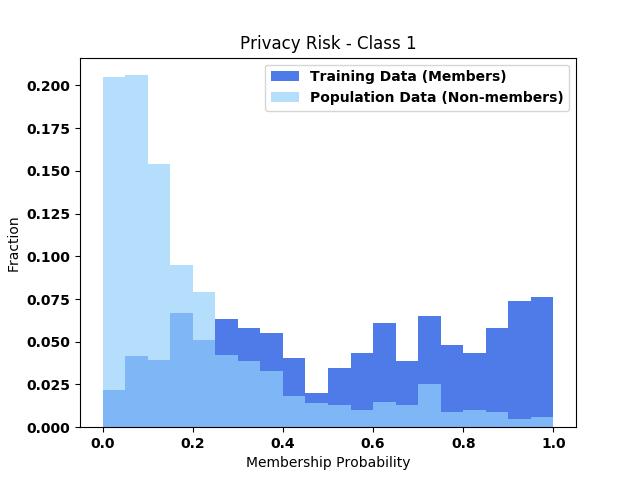 Privacy Risk - Class 1
Training Data (Members)
Population Data (Non-members)
Fraction
0.200
0.175
0.150
0.125
0.100
0.075
0.050
0.025
0.000
0.0 0.2 0.4 0.6 0.8 1.0
Membership Probability